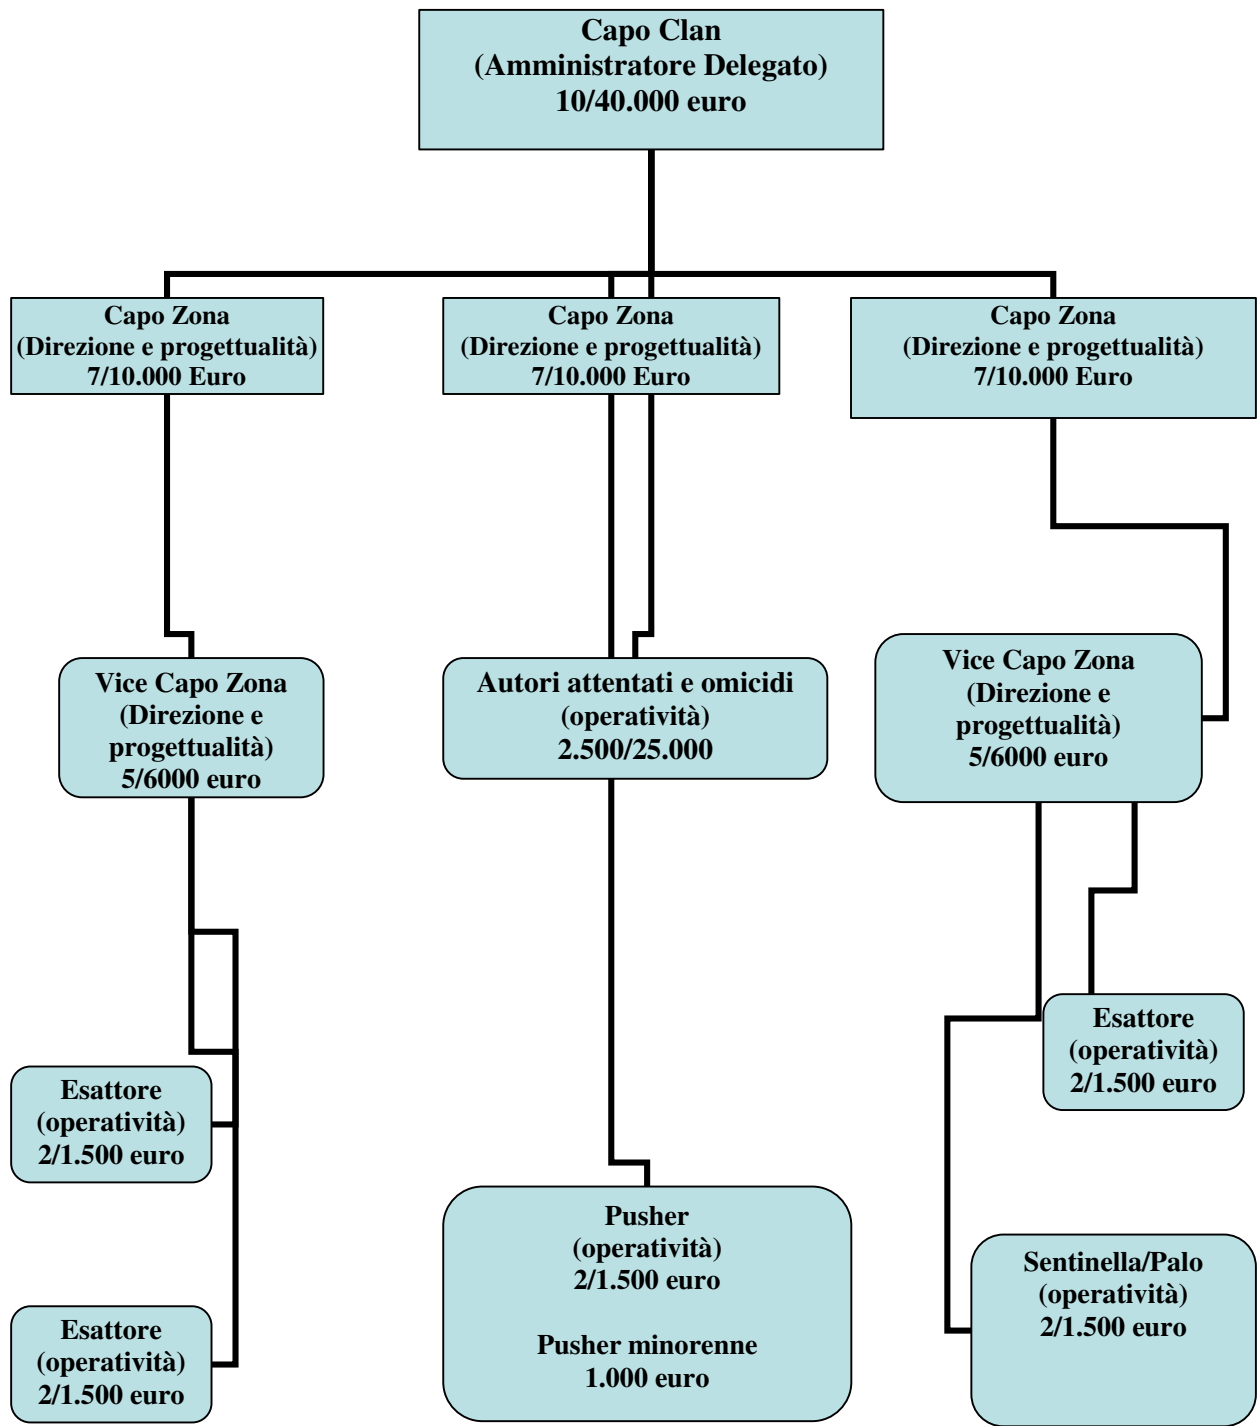 Capo Clan
(Amministratore Delegato)
10/40.000 euro
Capo Zona
(Direzione e progettualità)
7/10.000 Euro
Capo Zona
(Direzione e progettualità)
7/10.000 Euro
Capo Zona
(Direzione e progettualità)
7/10.000 Euro
Vice Capo Zona
(Direzione e
progettualità)
5/6000 euro
Autori attentati e omicidi
(operatività)
2.500/25.000
Vice Capo Zona
(Direzione e
progettualità)
5/6000 euro
Esattore
(operatività)
2/1.500 euro
Esattore
(operatività)
2/1.500 euro
Pusher
(operatività)
2/1.500 euro
Pusher minorenne
1.000 euro
Sentinella/Palo
(operatività)
2/1.500 euro
Esattore
(operatività)
2/1.500 euro